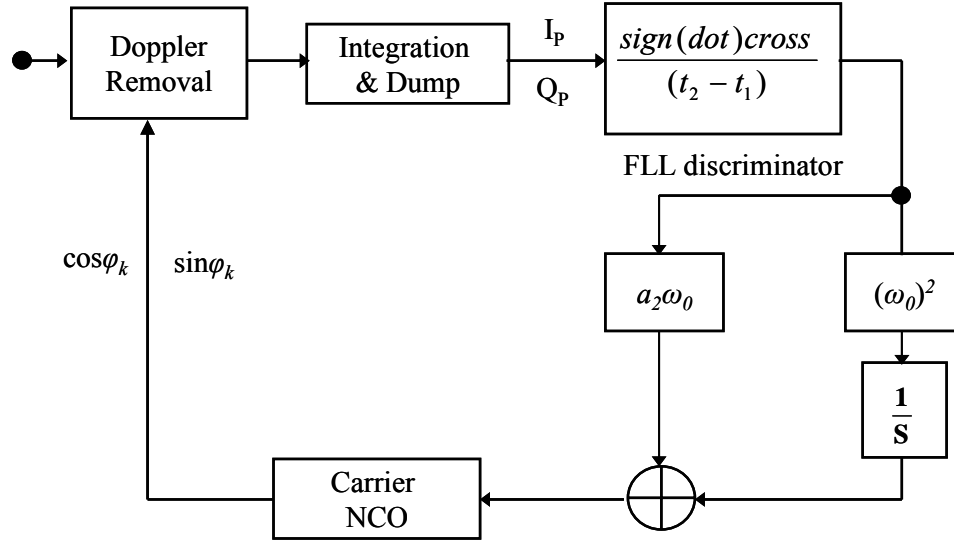 Doppler
Removal
Integration
& Dump
I_P
Q_P
sign(dot)cross
(t_2 − t_1)
FLL discriminator
cosφ_k
sinφ_k
a_2ω_0
(ω_0)^2
1
S
Carrier
NCO